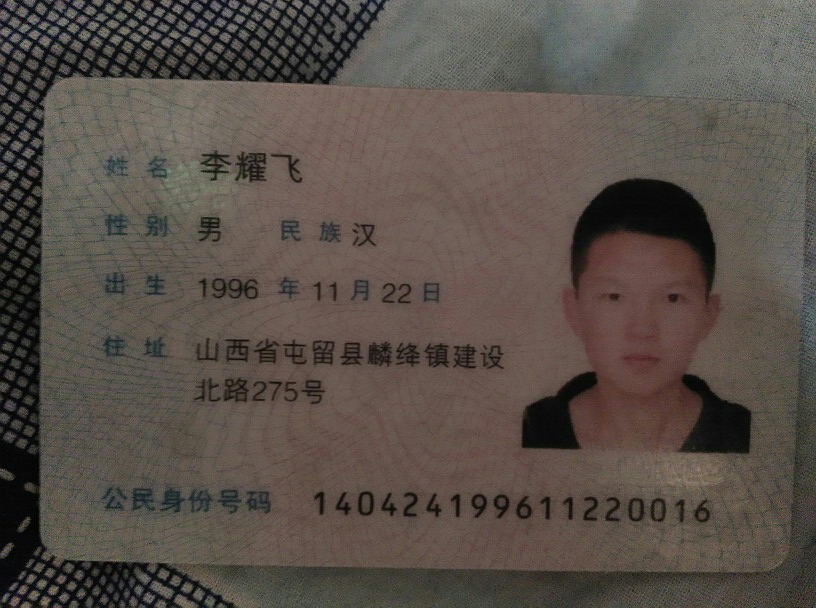 姓名 李耀飞
性别 男 民族 汉
出生 1996 年 11 月 22 日
住址 山西省屯留县麟绛镇建设
北路275号
公民身份号码 140424199611220016